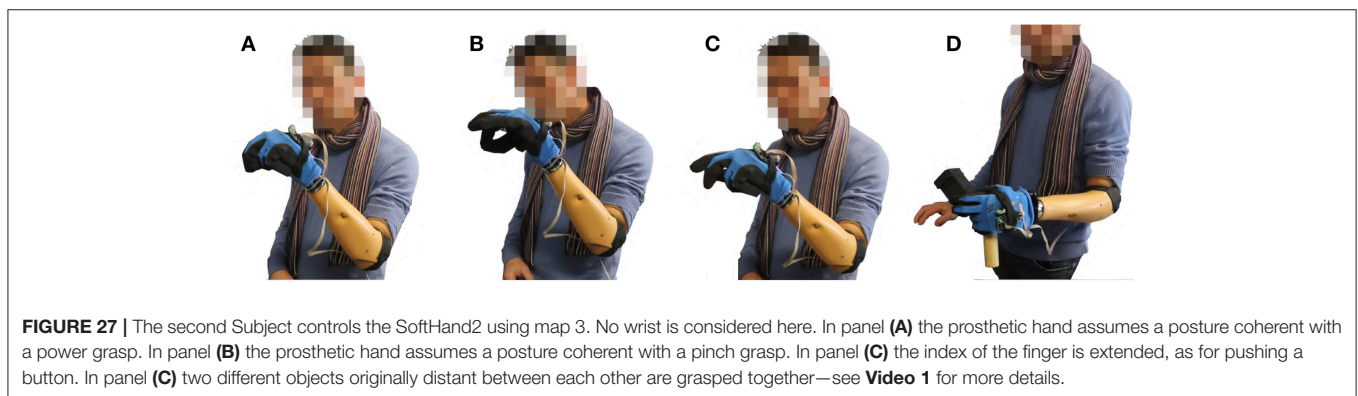 A B C D
FIGURE 27 | The second Subject controls the SoftHand2 using map 3. No wrist is considered here. In panel (A) the prosthetic hand assumes a posture coherent with
a power grasp. In panel (B) the prosthetic hand assumes a posture coherent with a pinch grasp. In panel (C) the index of the finger is extended, as for pushing a
button. In panel (C) two different objects originally distant between each other are grasped together—see Video 1 for more details.